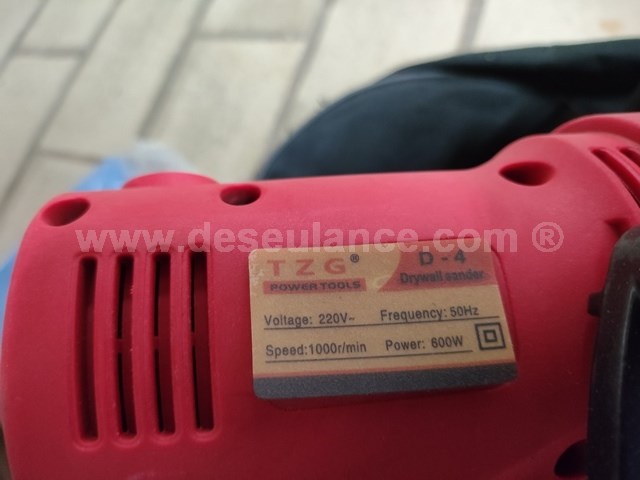 www.deseulance.com ®
TZG® D-4
POWER TOOLS Drywall sander
Voltage: 220V~ Frequency: 50Hz
Speed:1000r/min Power: 600W